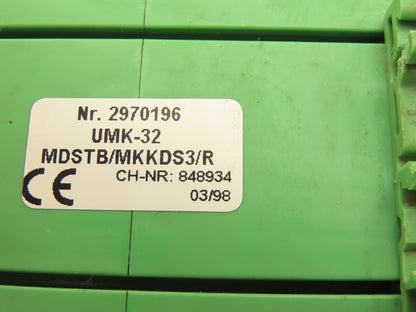 Nr. 2970196
UMK-32
MDSTB/MKKDS3/R
CH-NR: 848934
CE 03/98